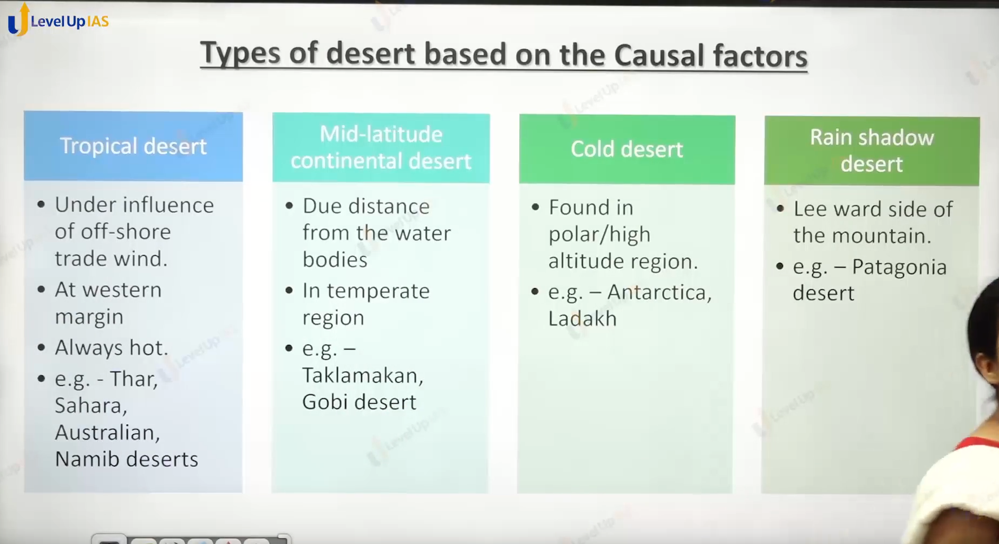 Level Up IAS
Types of desert based on the Causal factors
Tropical desert
• Under influence
of off-shore
trade wind.
• At western
margin
• Always hot.
• e.g. - Thar,
Sahara,
Australian,
Namib deserts
Mid-latitude
continental desert
• Due distance
from the water
bodies
• In temperate
region
• e.g. –
Taklamakan,
Gobi desert
Cold desert
• Found in
polar/high
altitude region.
• e.g. – Antarctica,
Ladakh
Rain shadow
desert
• Lee ward side of
the mountain.
• e.g. – Patagonia
desert